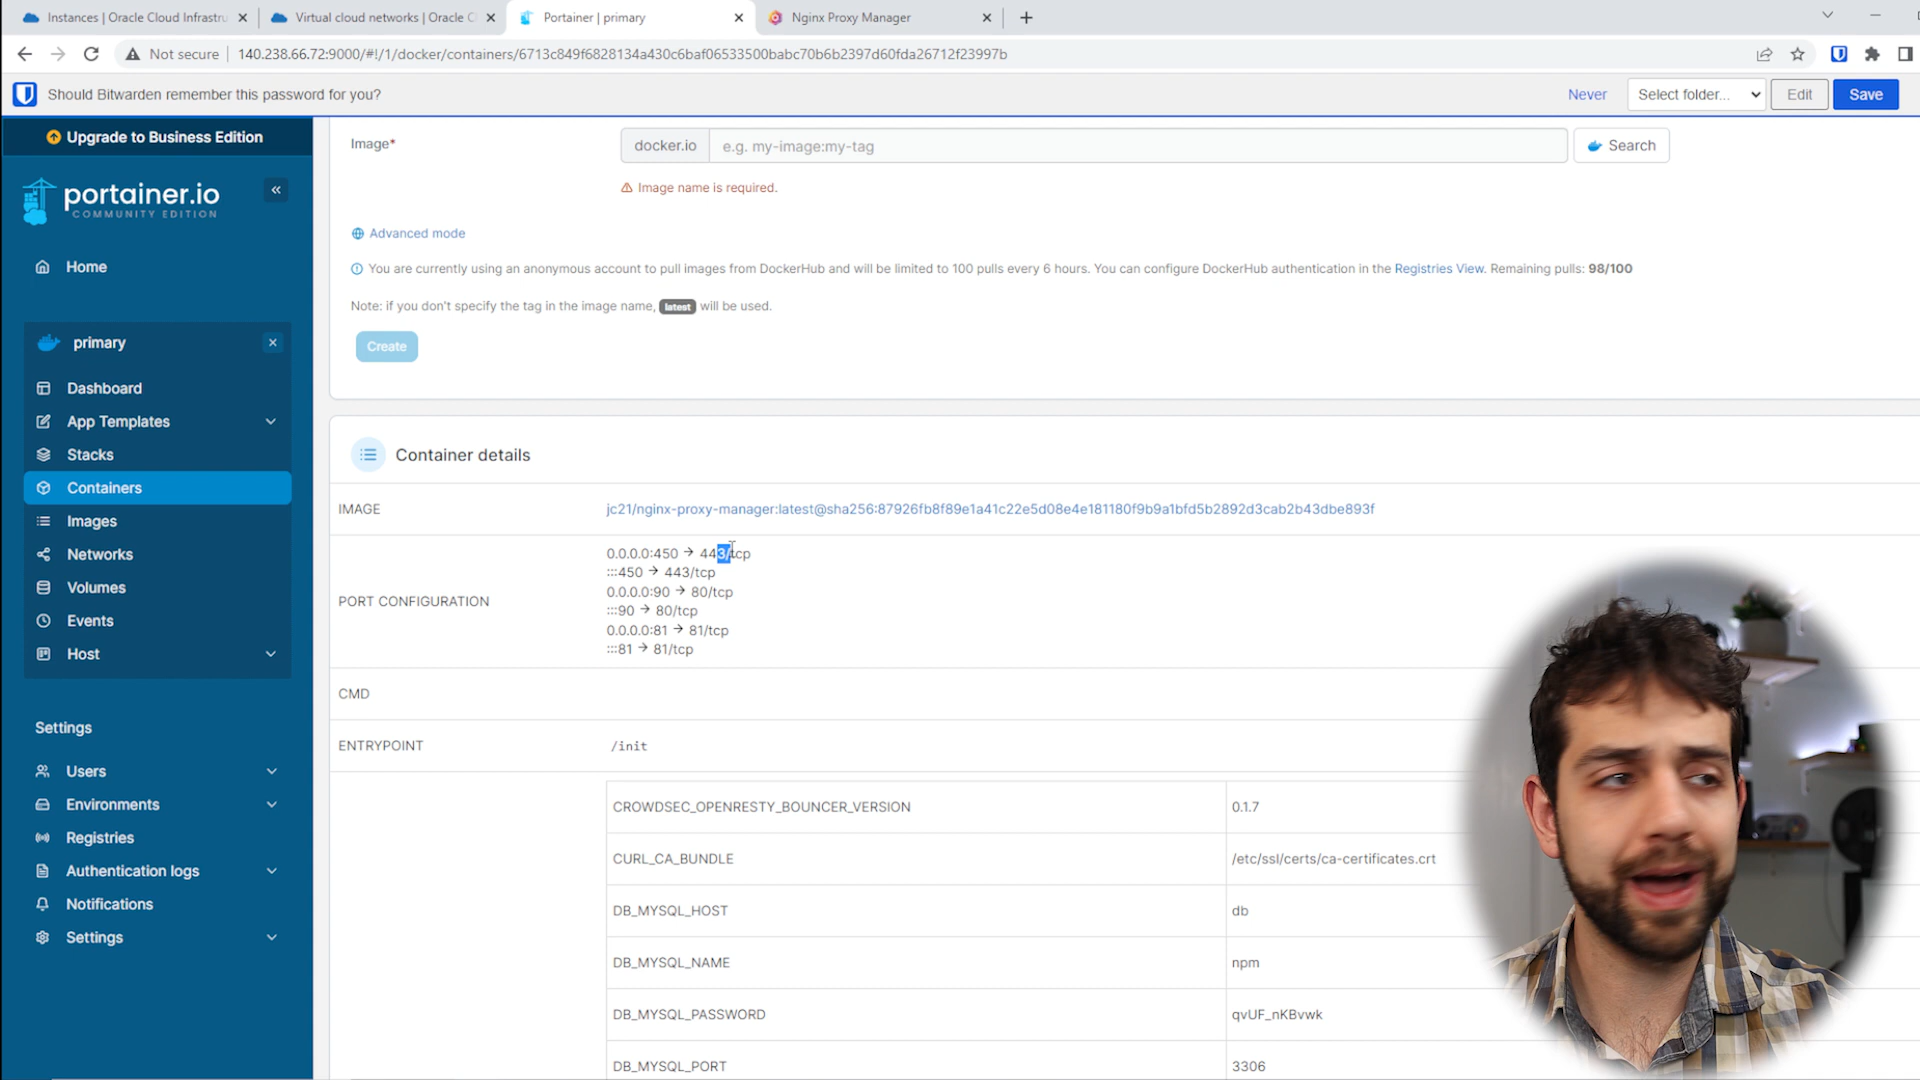 Instances | Oracle Cloud Infrastru
Virtual cloud networks | Oracle C
Portainer | primary
Nginx Proxy Manager
Not secure 140.238.66.72:9000/#!/1/docker/containers/6713c849f6828134a430c6baf06533500babc70b6b2397d60fda26712f23997b
Should Bitwarden remember this password for you? Never Select folder... Edit Save
Upgrade to Business Edition
portainer.io
COMMUNITY EDITION
Home
primary
Dashboard
App Templates
Stacks
Containers
Images
Networks
Volumes
Events
Host
Settings
Users
Environments
Registries
Authentication logs
Notifications
Settings
Image* docker.io e.g. my-image:my-tag Search
Image name is required.
Advanced mode
You are currently using an anonymous account to pull images from DockerHub and will be limited to 100 pulls every 6 hours. You can configure DockerHub authentication in the Registries View. Remaining pulls: 98/100
Note: if you don't specify the tag in the image name, latest will be used.
Create
Container details
IMAGE jc21/nginx-proxy-manager:latest@sha256:87926fb8f89e1a41c22e5d08e4e181180f9b9a1bfd5b2892d3cab2b43dbe893f
PORT CONFIGURATION
0.0.0.0:450 → 443/tcp
:::450 → 443/tcp
0.0.0.0:90 → 80/tcp
:::90 → 80/tcp
0.0.0.0:81 → 81/tcp
:::81 → 81/tcp
CMD
ENTRYPOINT /init
CROWDSEC_OPENRESTY_BOUNCER_VERSION 0.1.7
CURL_CA_BUNDLE /etc/ssl/certs/ca-certificates.crt
DB_MYSQL_HOST db
DB_MYSQL_NAME npm
DB_MYSQL_PASSWORD qvUF_nKBvwk
DB_MYSQL_PORT 3306